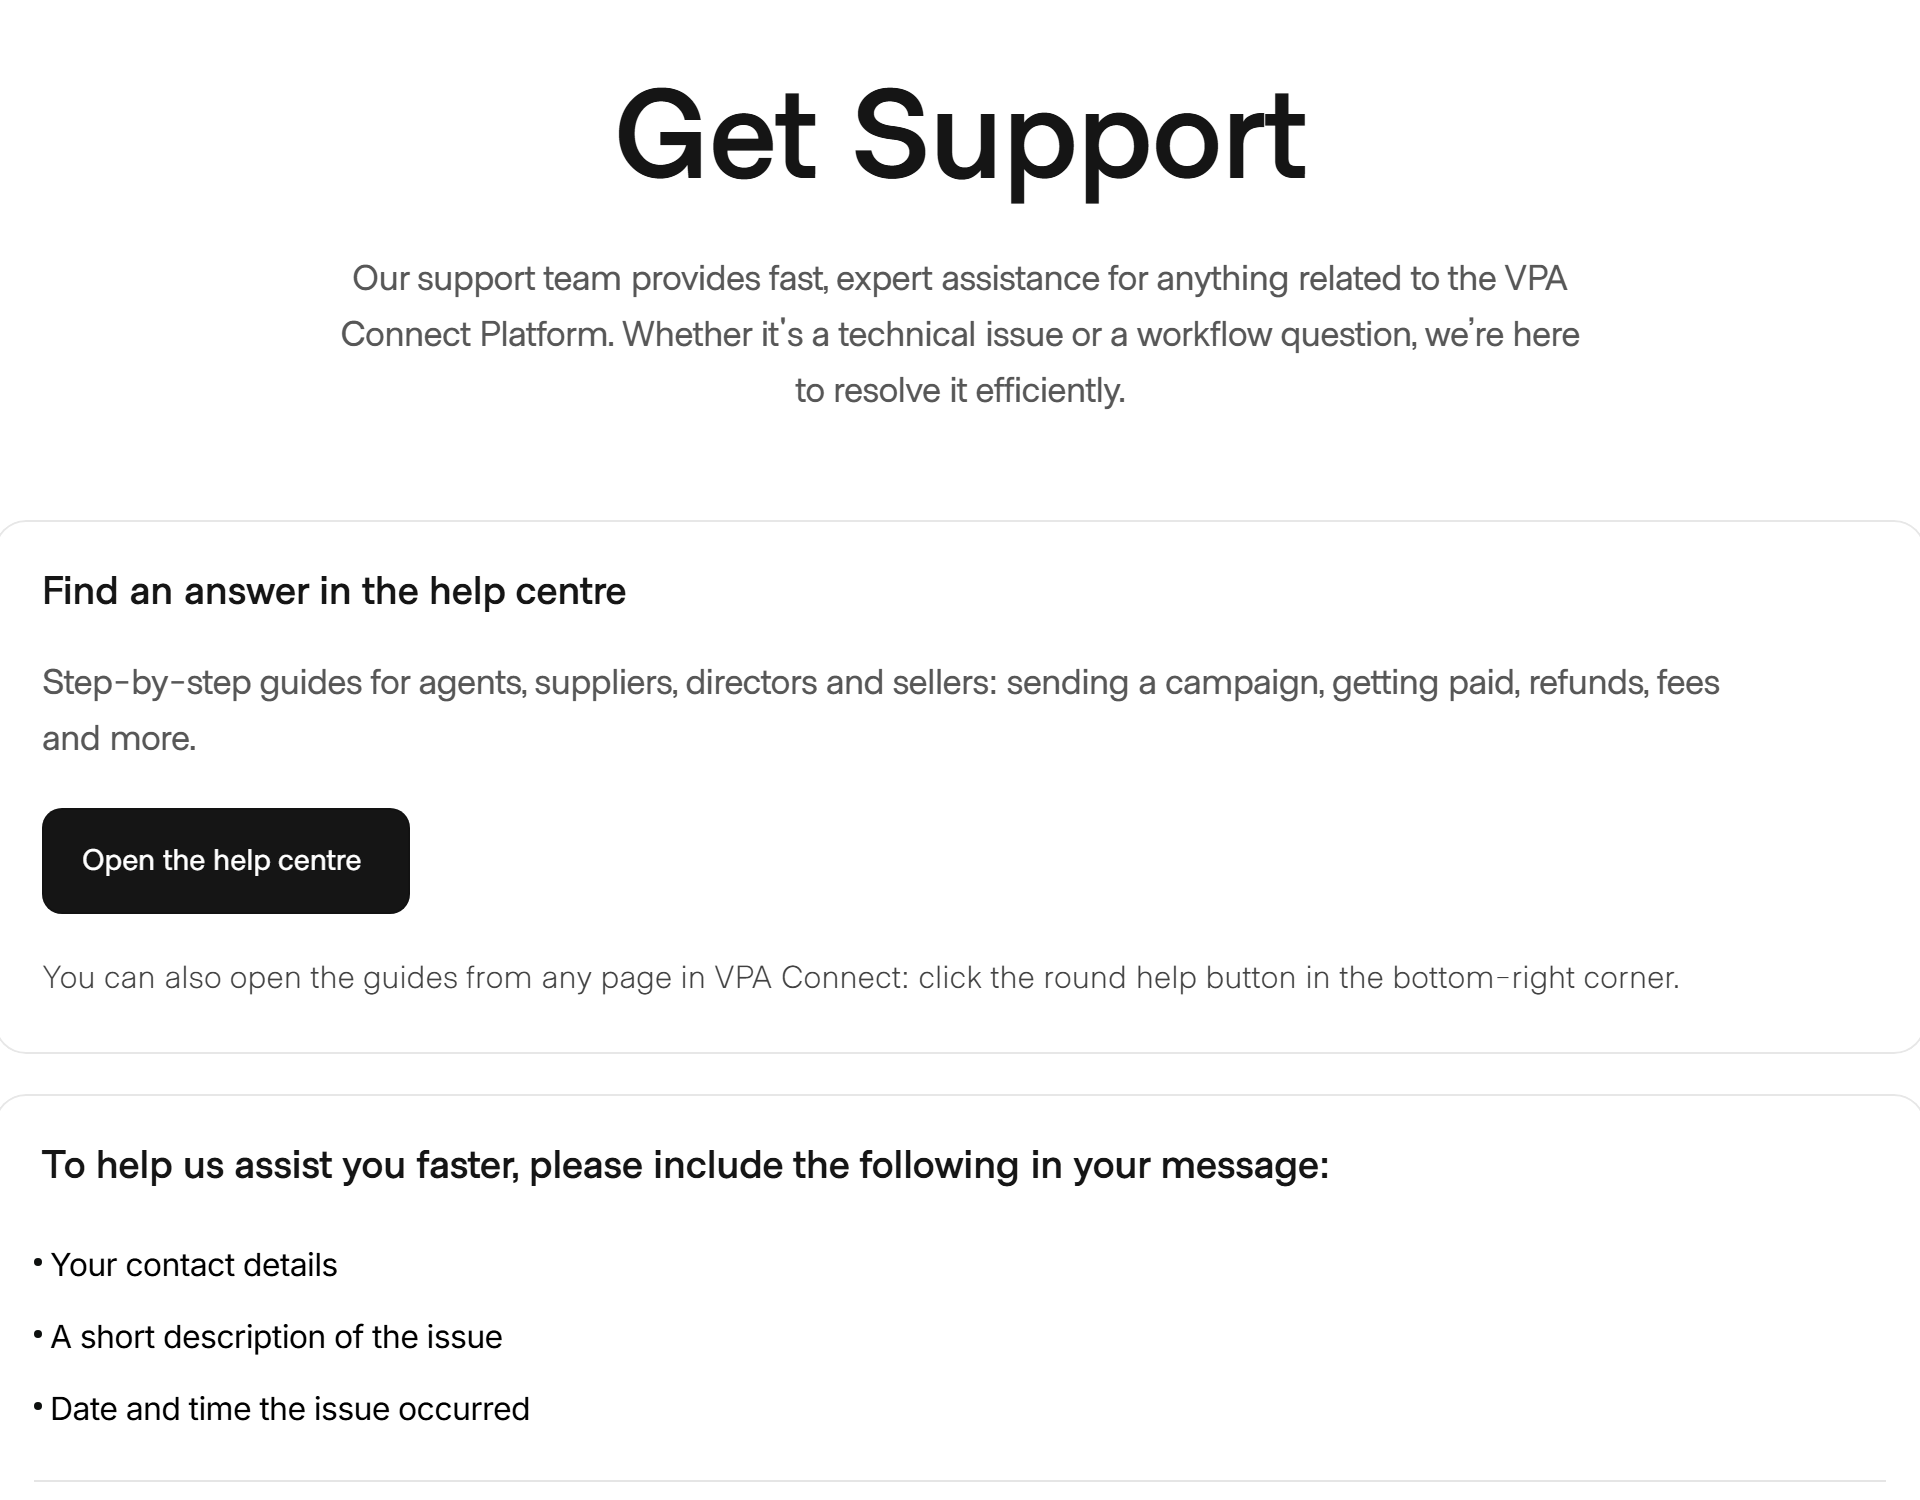 Get Support
Our support team provides fast, expert assistance for anything related to the VPA
Connect Platform. Whether it's a technical issue or a workflow question, we’re here
to resolve it efficiently.
Find an answer in the help centre
Step-by-step guides for agents, suppliers, directors and sellers: sending a campaign, getting paid, refunds, fees
and more.
Open the help centre
You can also open the guides from any page in VPA Connect: click the round help button in the bottom-right corner.
To help us assist you faster, please include the following in your message:
• Your contact details
• A short description of the issue
• Date and time the issue occurred